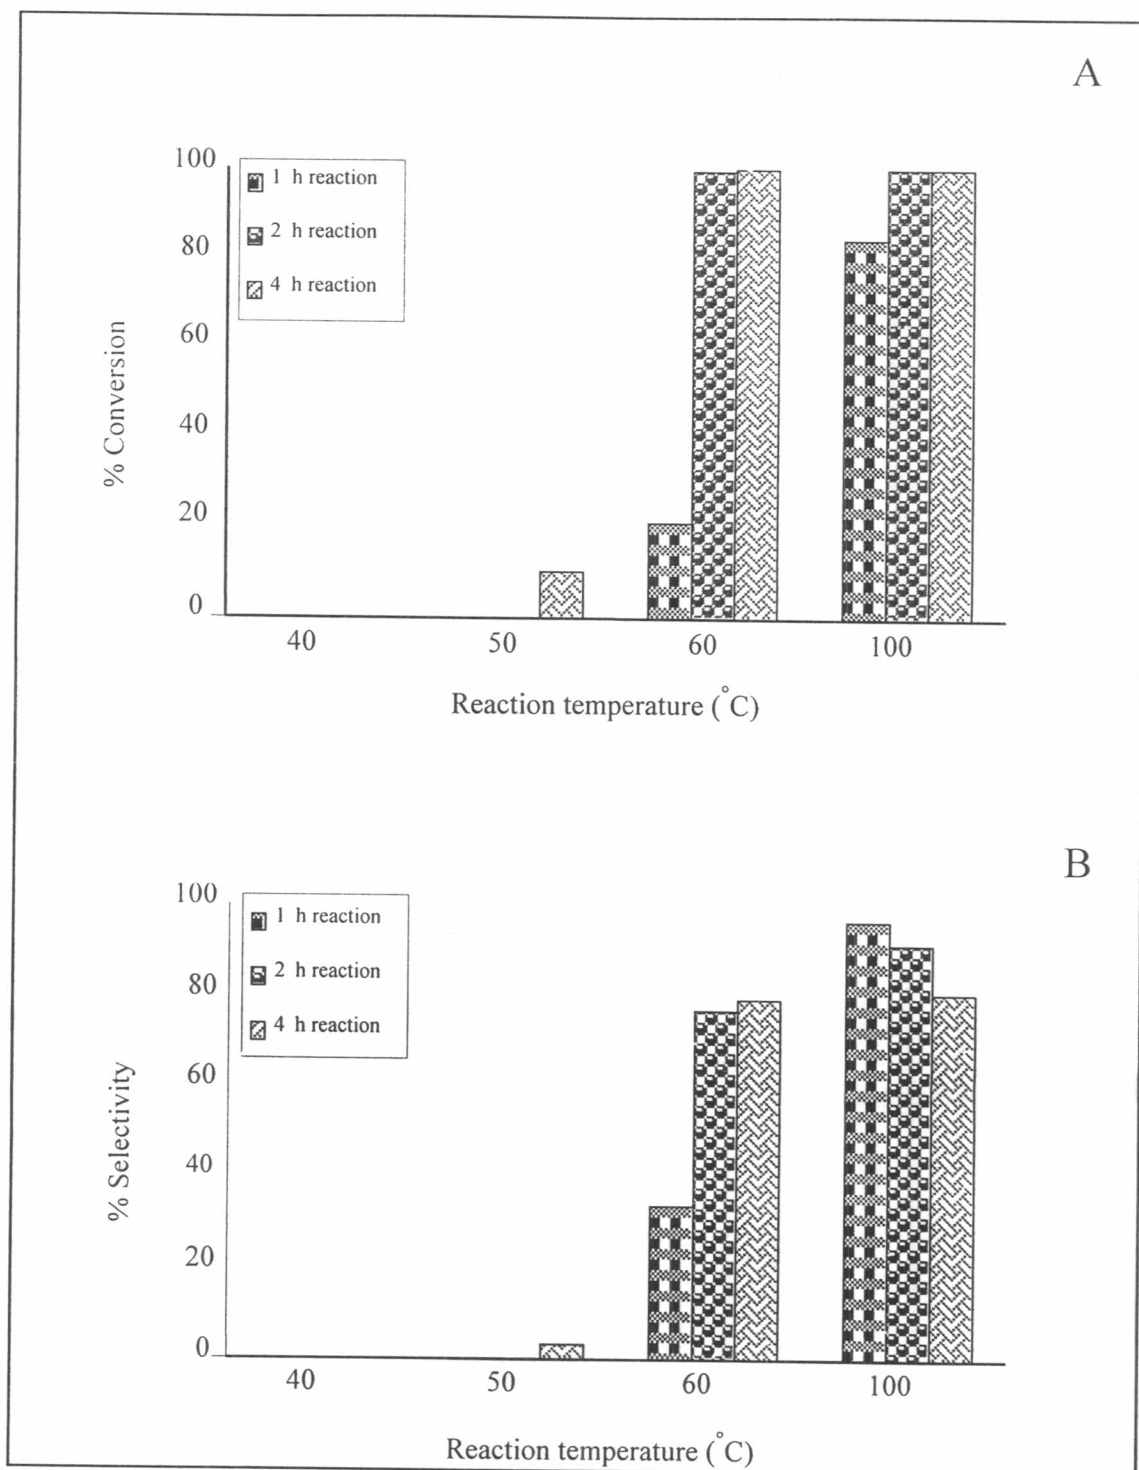 A
100
80
60
40
20
0
1 h reaction
2 h reaction
4 h reaction
% Conversion
40 50 60 100
Reaction temperature (°C)
B
100
80
60
40
20
0
1 h reaction
2 h reaction
4 h reaction
% Selectivity
40 50 60 100
Reaction temperature (°C)